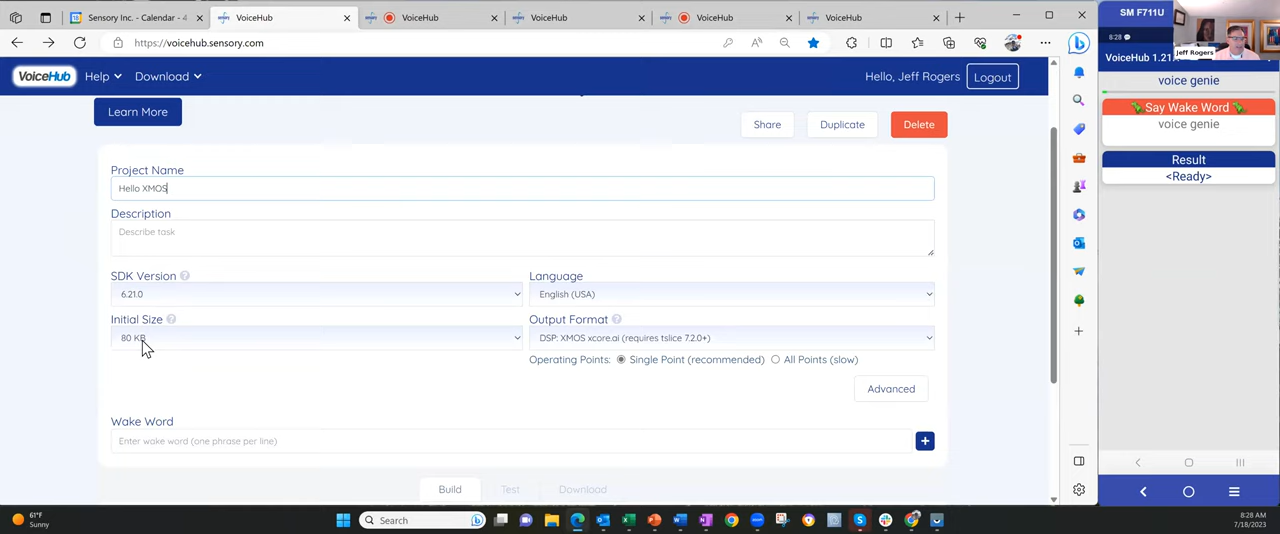 Sensory Inc. - Calendar - 4
VoiceHub
VoiceHub
VoiceHub
VoiceHub
VoiceHub
https://voicehub.sensory.com
VoiceHub
Help
Download
Hello, Jeff Rogers
Logout
Learn More
Share
Duplicate
Delete
Project Name
Hello XMOS
Description
Describe task
SDK Version
Language
6.21.0
English (USA)
Initial Size
Output Format
80 KB
DSP: XMOS xcore.ai (requires tslice 7.2.0+)
Operating Points:
Single Point (recommended)
All Points (slow)
Advanced
Wake Word
Enter wake word (one phrase per line)
Build
Test
Download
SM F711U
8:28
Jeff Rogers
VoiceHub 1.21
voice genie
Say Wake Word
voice genie
Result
<Ready>
61°F
Sunny
Search
8:28 AM
7/18/2023